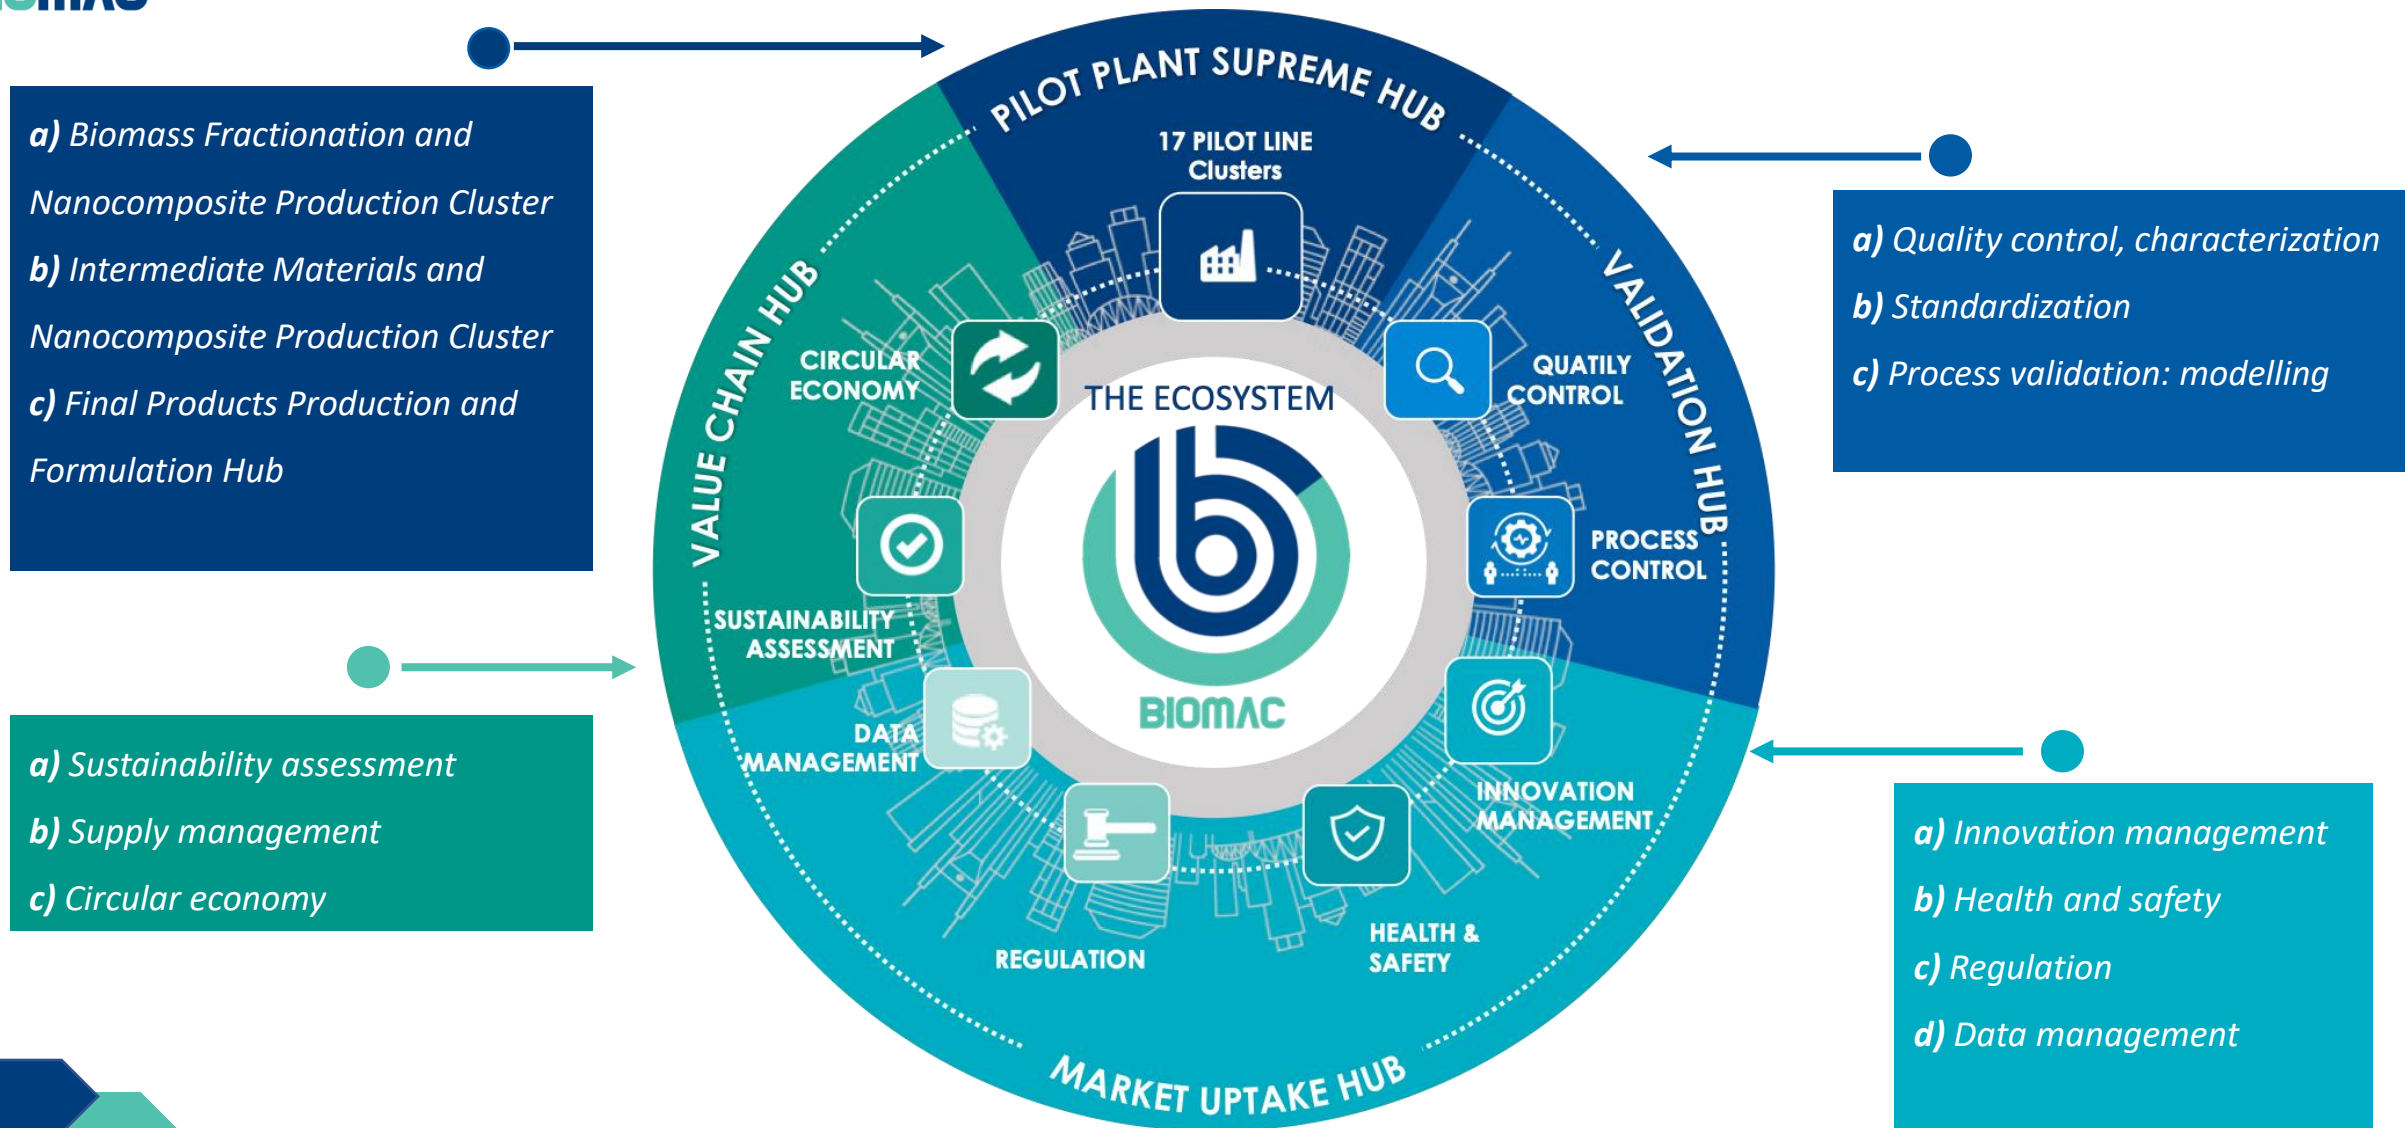 a) Biomass Fractionation and
Nanocomposite Production Cluster
b) Intermediate Materials and
Nanocomposite Production Cluster
c) Final Products Production and
Formulation Hub
a) Sustainability assessment
b) Supply management
c) Circular economy
PILOT PLANT SUPREME HUB
17 PILOT LINE
Clusters
VALUE CHAIN HUB
CIRCULAR
ECONOMY
SUSTAINABILITY
ASSESSMENT
THE ECOSYSTEM
BIOMAC
VALIDATION HUB
QUATILY
CONTROL
PROCESS
CONTROL
DATA
MANAGEMENT
REGULATION
HEALTH &
SAFETY
INNOVATION
MANAGEMENT
MARKET UPTAKE HUB
a) Quality control, characterization
b) Standardization
c) Process validation: modelling
a) Innovation management
b) Health and safety
c) Regulation
d) Data management